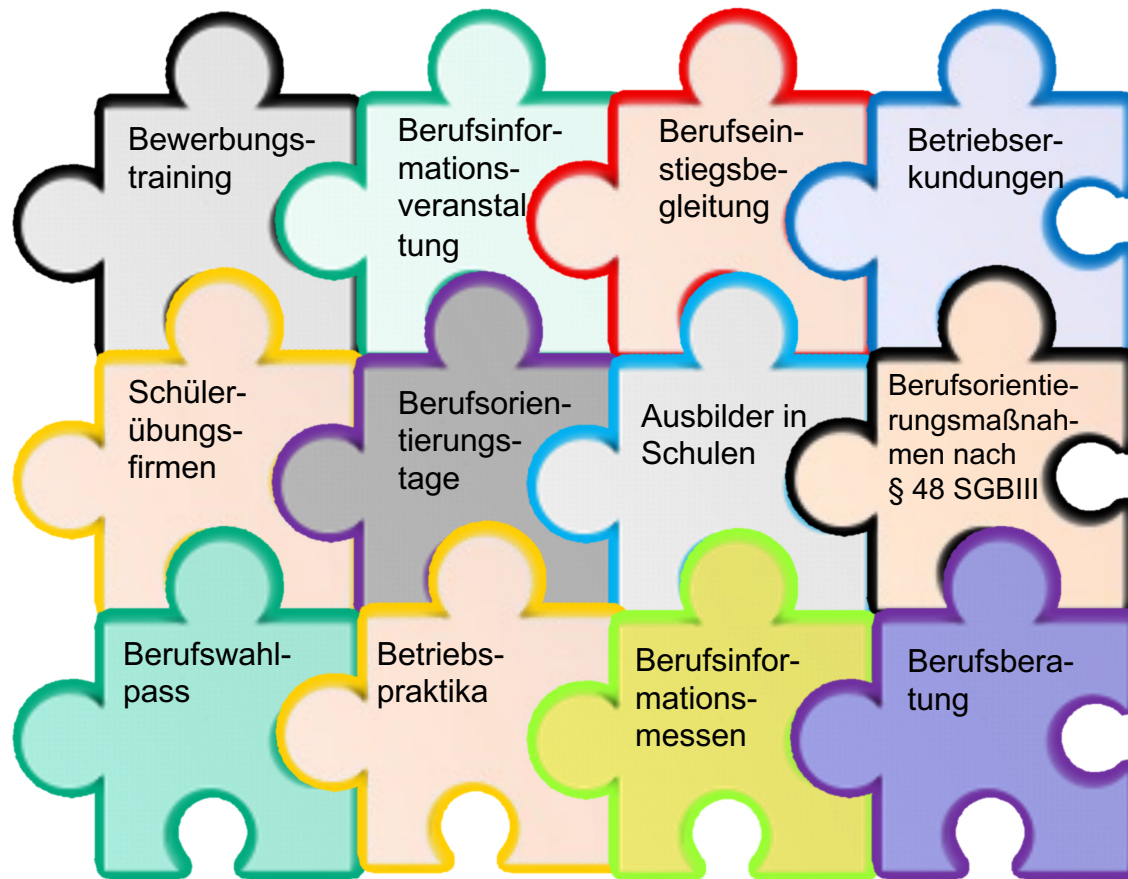 Bewerbungs-
training
Berufsinfor-
mations-
veranstal
tung
Berufsein-
stiegsbe-
gleitung
Betriebser-
kundungen
Schüler-
übungs-
firmen
Berufsorien-
tierungs-
tage
Ausbilder in
Schulen
Berufsorientie-
rungsmaßnah-
men nach
§ 48 SGBIII
Berufswahl-
pass
Betriebs-
praktika
Berufsinfor-
mations-
messen
Berufsbera-
tung